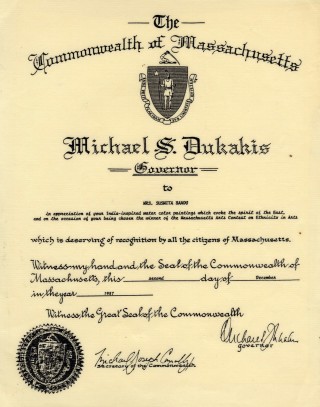 The
Commonwealth of Massachusetts
Michael S. Dukakis
Governor
to
MRS. SUSMITA BANDU
in appreciation of your India-inspired water color paintings which evoke the spirit of the East,
and on the occasion of your being chosen the winner of the Massachusetts Arts Contest on Ethnicity in Arts
which is deserving of recognition by all the citizens of Massachusetts.
Witness my hand and the Seal of the Commonwealth of
Massachusetts, this second day of December
in the year 1987
Witness the Great Seal of the Commonwealth
Governor
Michael Joseph Connolly
Secretary of the Commonwealth